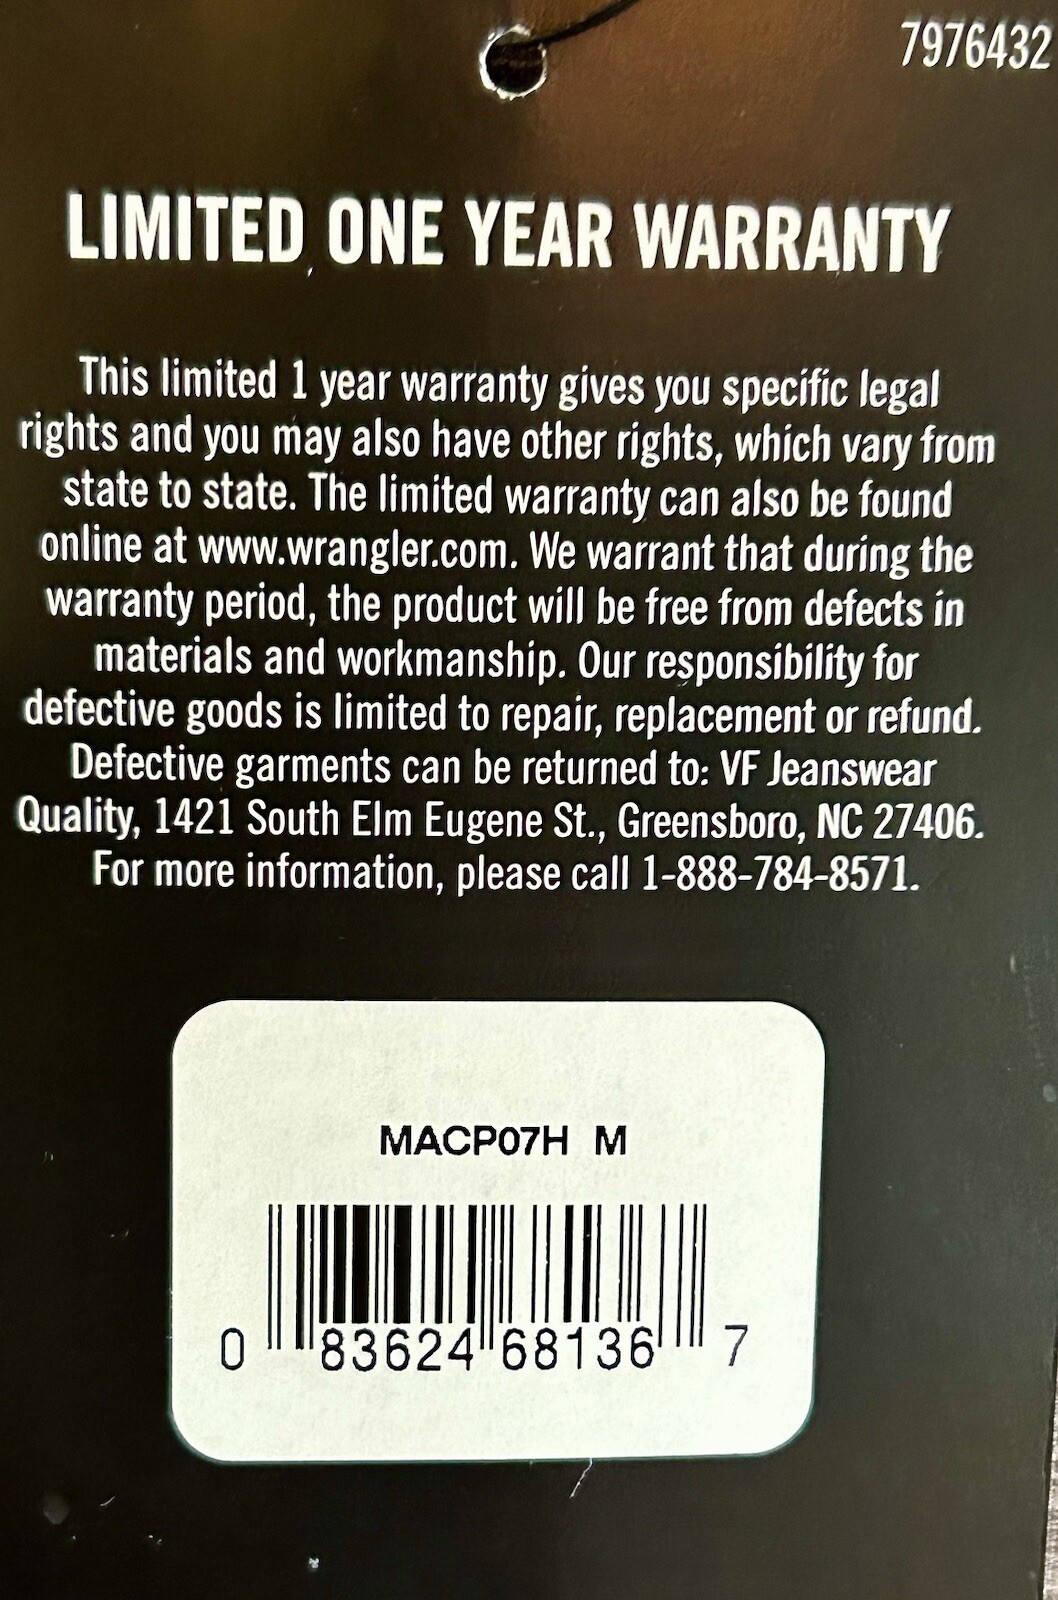 7976432
LIMITED ONE YEAR WARRANTY
This limited 1 year warranty gives you specific legal
rights and you may also have other rights, which vary from
state to state. The limited warranty can also be found
online at www.wrangler.com. We warrant that during the
warranty period, the product will be free from defects in
materials and workmanship. Our responsibility for
defective goods is limited to repair, replacement or refund.
Defective garments can be returned to: VF Jeanswear
Quality, 1421 South Elm Eugene St., Greensboro, NC 27406.
For more information, please call 1-888-784-8571.
MACP07H M
0 83624 68136 7